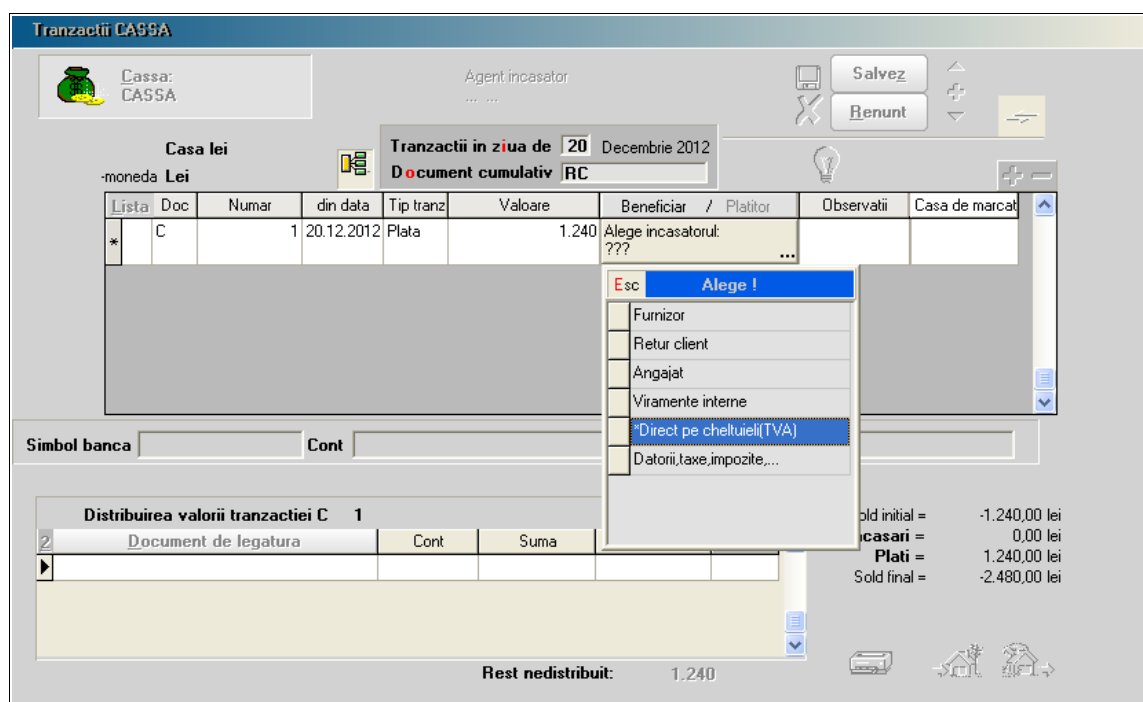 Tranzactii CASSA
Cassa:
CASSA
Agent incasator
... ...
Salvez
Renunt
Casa lei
-moneda Lei
Tranzactii in ziua de 20 Decembrie 2012
Document cumulativ RC
Lista Doc Numar din data Tip tranz Valoare Beneficiar / Platitor Observatii Casa de marcat
* C 1 20.12.2012 Plata 1.240 Alege incasatorul:
??? ...
Esc Alege !
Furnizor
Retur client
Angajat
Viramente interne
*Direct pe cheltuieli(TVA)
Datorii,taxe,impozite,...
Simbol banca Cont
Distribuirea valorii tranzactiei C 1
2 Document de legatura Cont Suma
old initial = -1.240,00 lei
casari = 0,00 lei
Plati = 1.240,00 lei
Sold final = -2.480,00 lei
Rest nedistribuit: 1.240